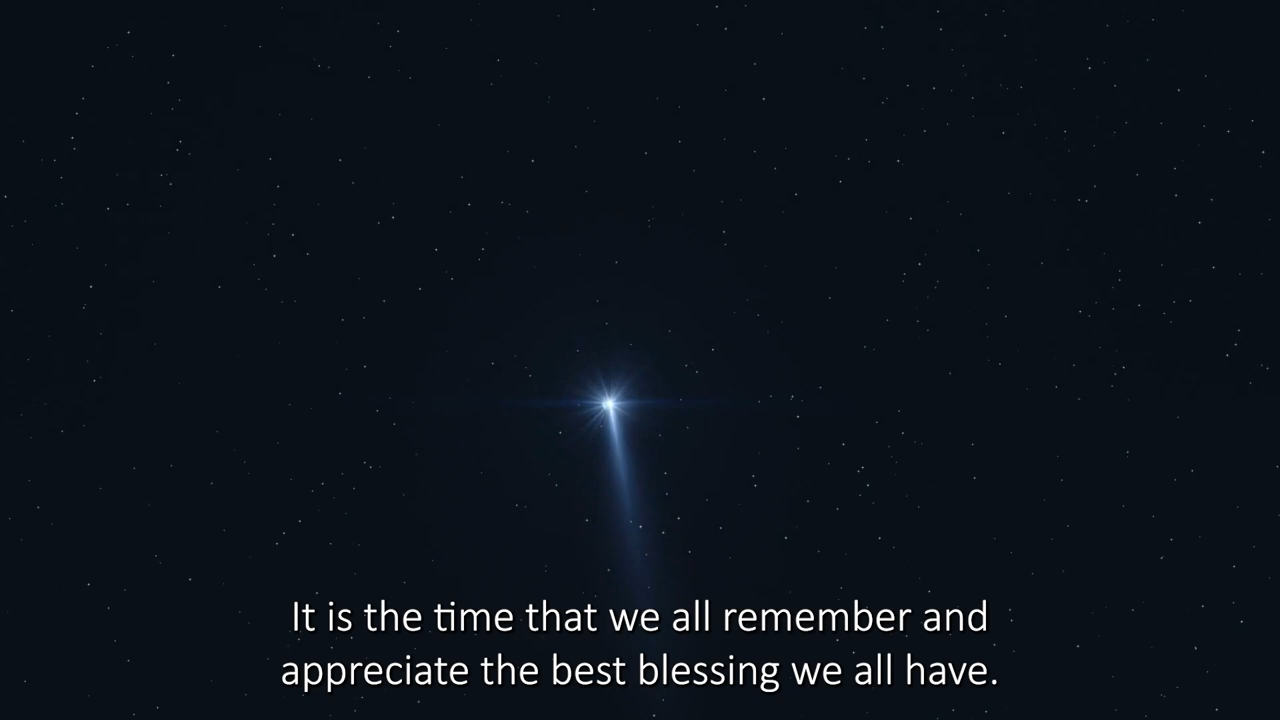 It is the time that we all remember and
appreciate the best blessing we all have.